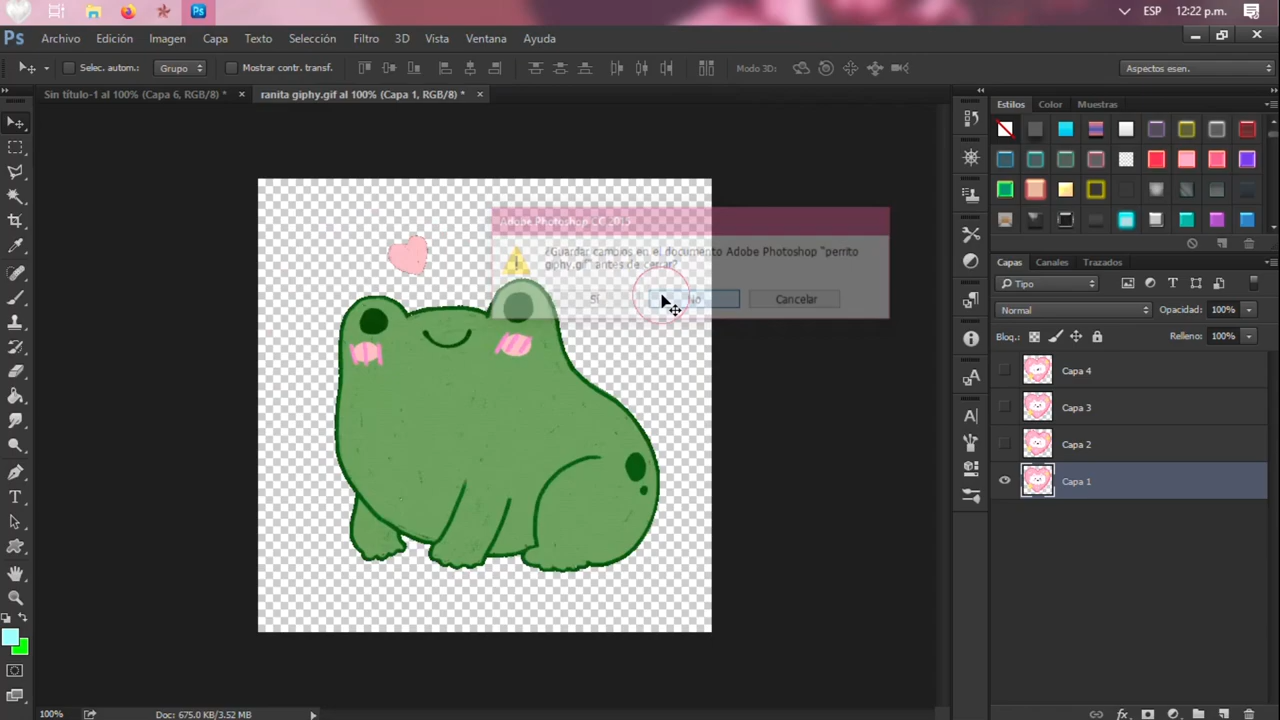 Ps
ESP 12:22 p.m.
Ps Archivo Edición Imagen Capa Texto Selección Filtro 3D Vista Ventana Ayuda
Selec. autom.: Grupo Mostrar contr. transf. Modo 3D: Aspectos esen.
Sin título-1 al 100% (Capa 6, RGB/8) * × ranita giphy.gif al 100% (Capa 1, RGB/8) * ×
Estilos Color Muestras
Adobe Photoshop CC 2015
¿Guardar cambios en el documento Adobe Photoshop "perrito
giphy.gif" antes de cerrar?
Sí No Cancelar
Capas Canales Trazados
Tipo
Normal Opacidad: 100%
Bloq.: Relleno: 100%
Capa 4
Capa 3
Capa 2
Capa 1
100% Doc: 675.0 KB/3.52 MB